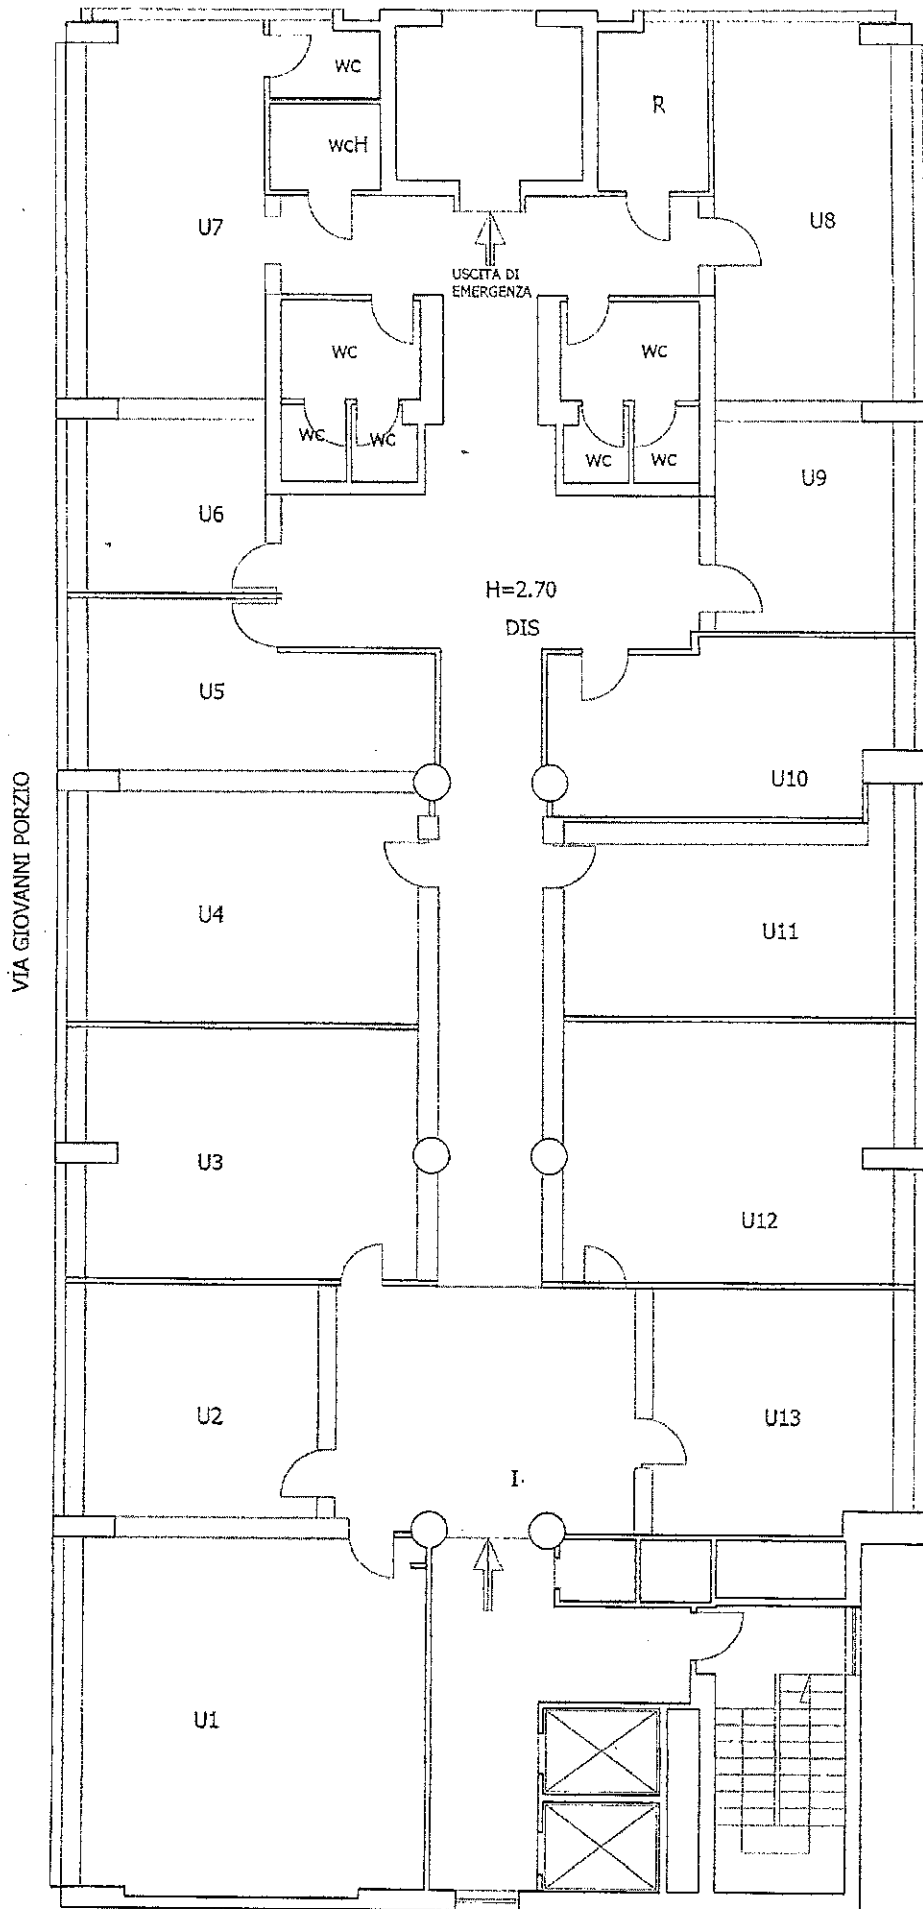 wc
R
wcH
U7
U8
USCITA DI
EMERGENZA
wc
wc
wc
wc
wc
wc
U9
U6
H=2.70
DIS
U5
U10
VIA GIOVANNI PORZIO
U4
U11
U3
U12
U2
U13
I
U1